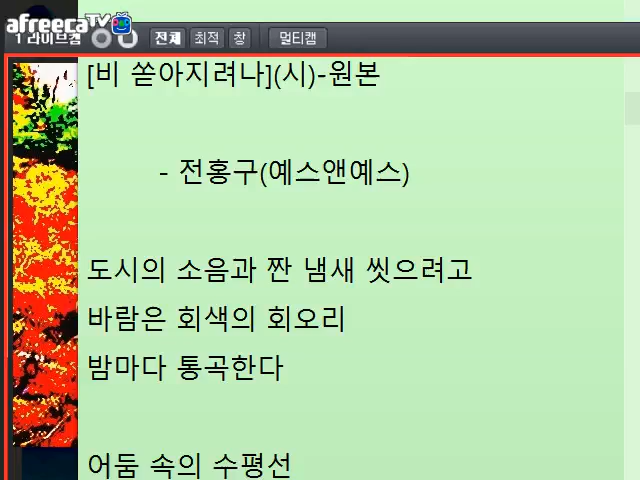 afreecaTV
1 라이브캠 전체 최적 창 멀티캠
[비 쏟아지려나](시)-원본
- 전홍구(예스앤예스)
도시의 소음과 짠 냄새 씻으려고
바람은 회색의 회오리
밤마다 통곡한다
어둠 속의 수평선